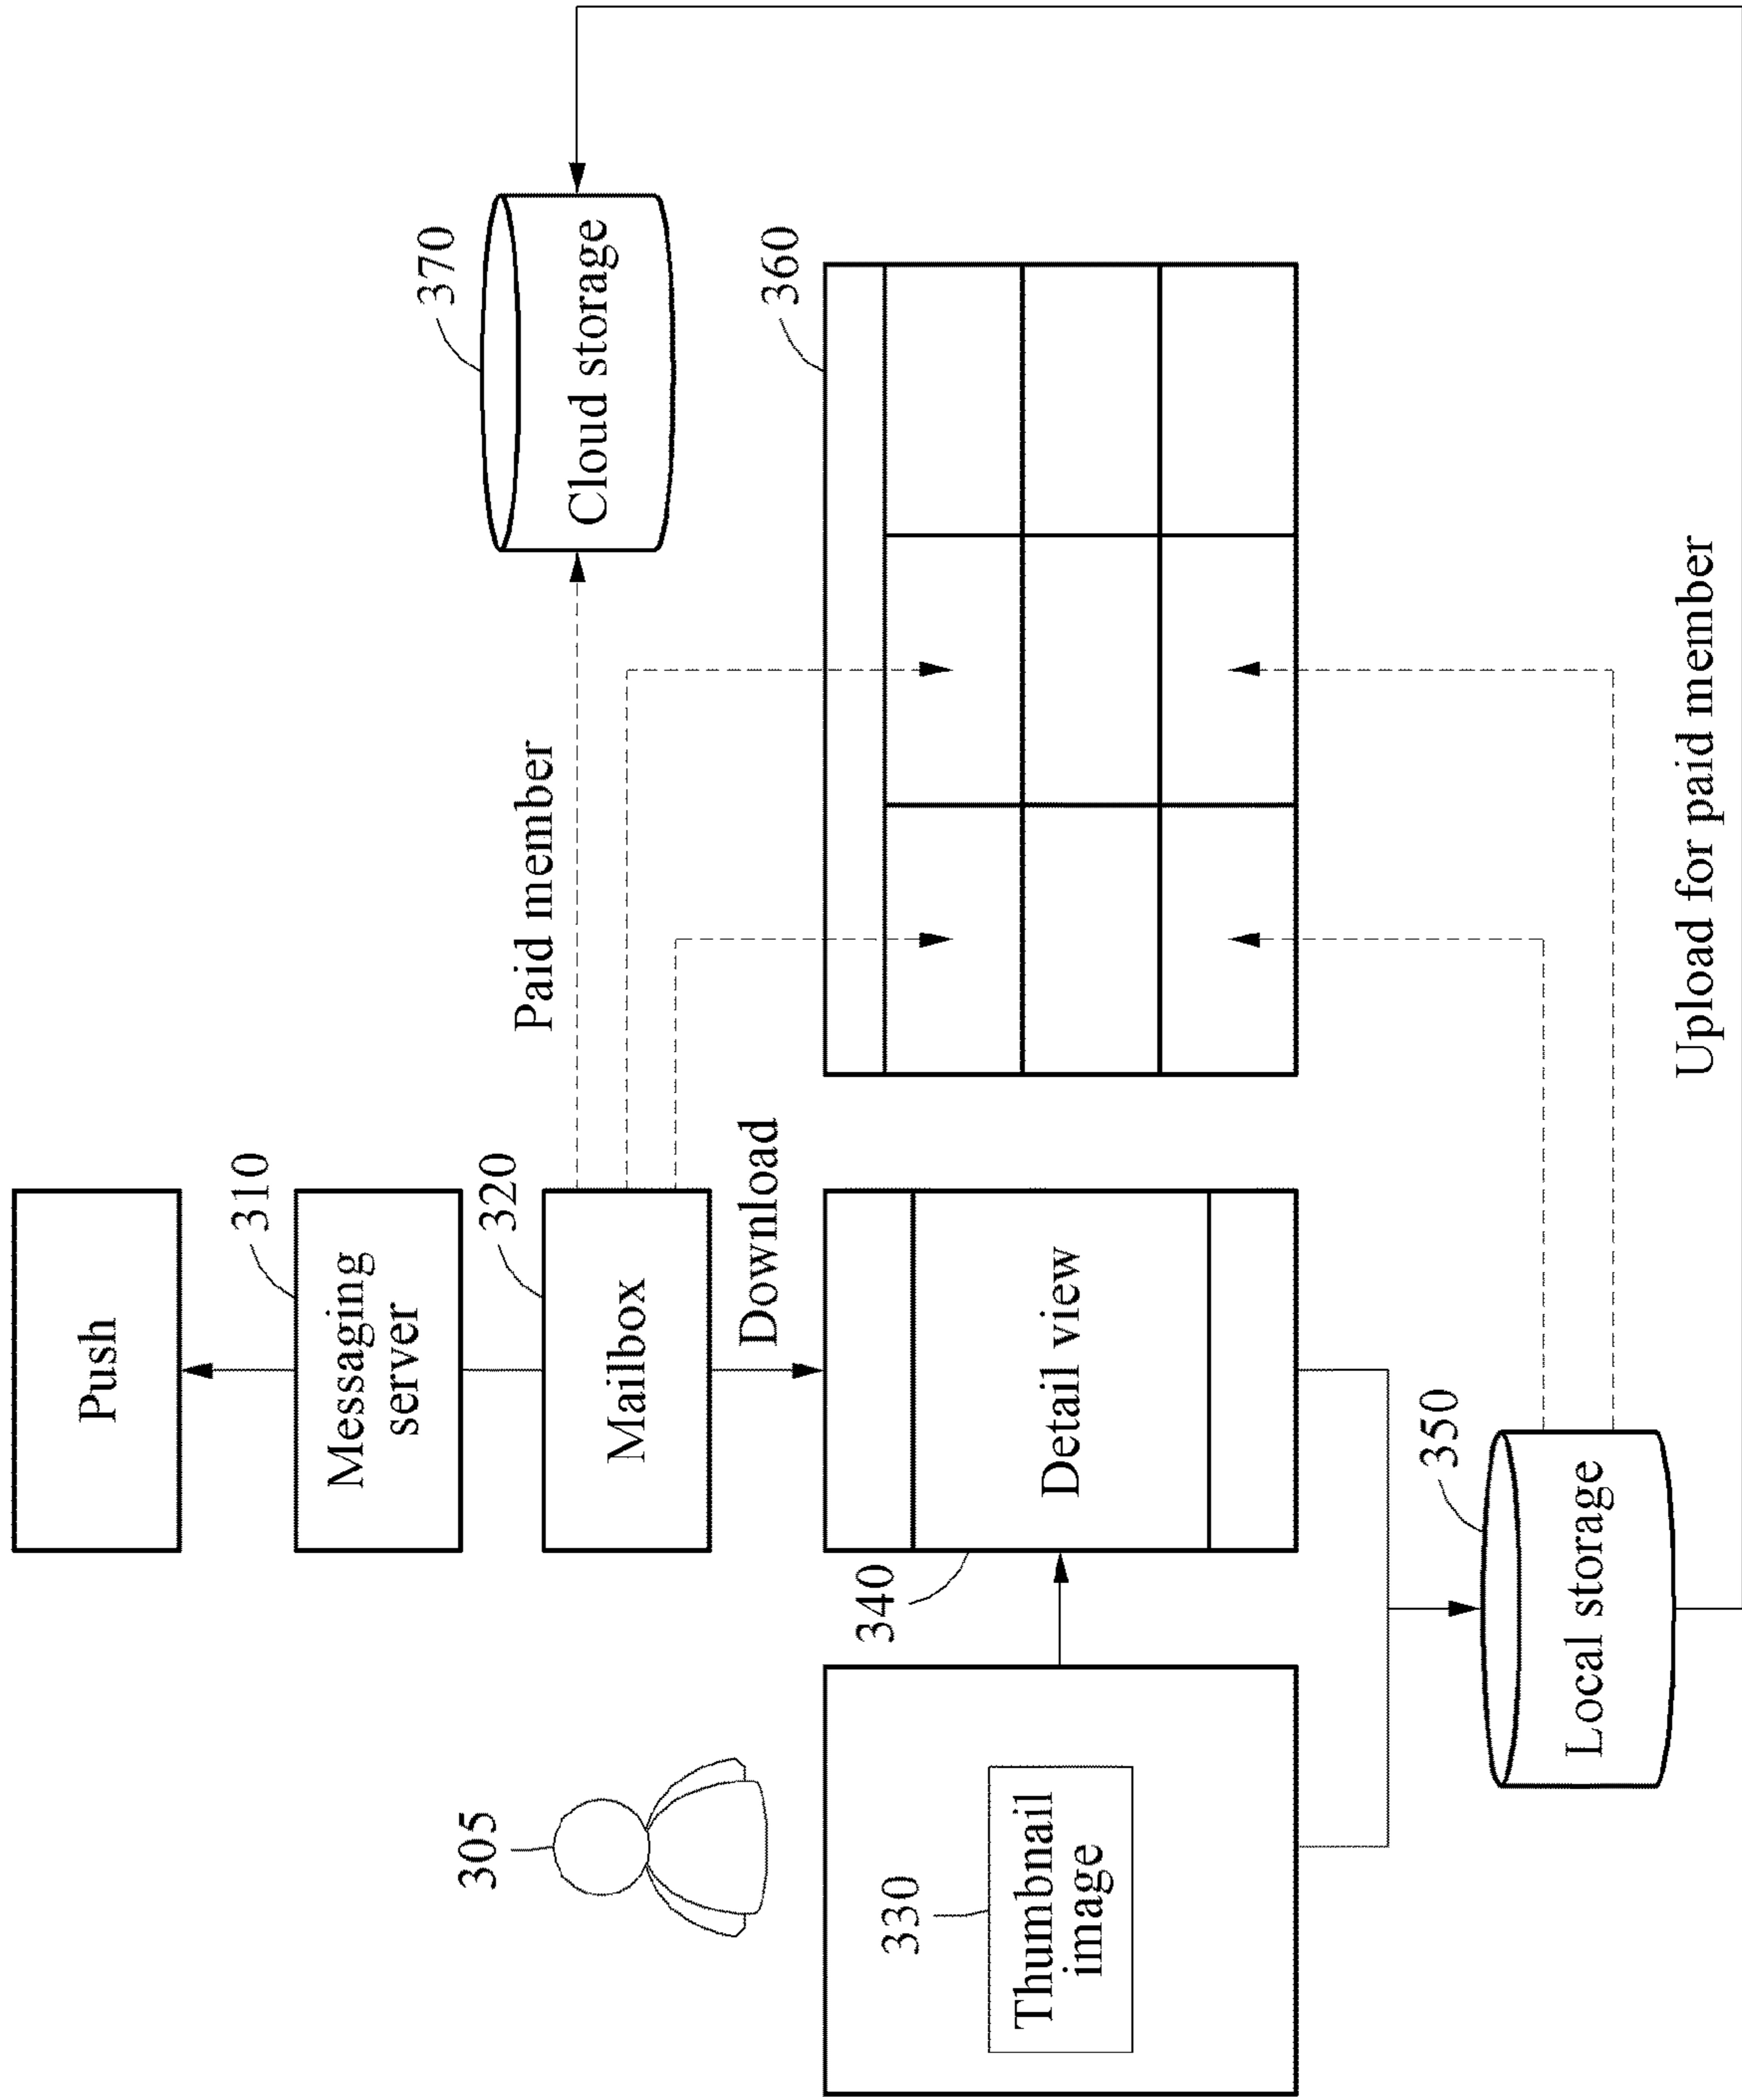 Push
310
Messaging
server
370
305
320
Paid member
Cloud storage
Mailbox
Download
360
340
330
Thumbnail
image
Detail view
350
Local storage
Upload for paid member